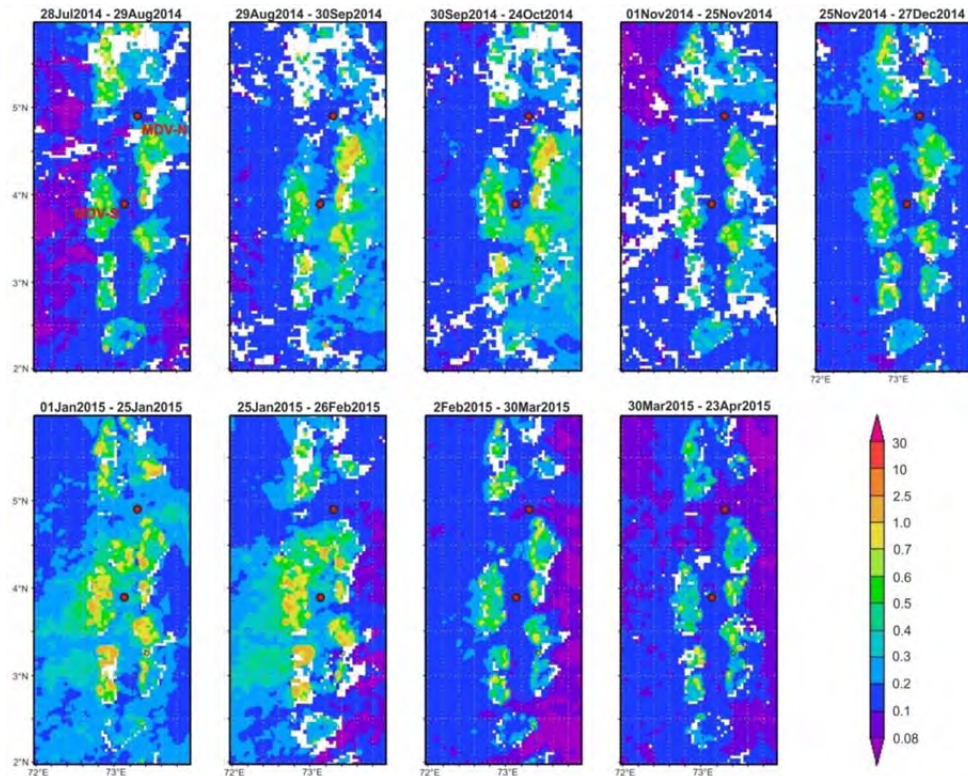 28Jul2014 - 29Aug2014
29Aug2014 - 30Sep2014
30Sep2014 - 24Oct2014
01Nov2014 - 25Nov2014
25Nov2014 - 27Dec2014
5°N
4°N
3°N
2°N
MDV-N
MDV-S
72°E
73°E
01Jan2015 - 25Jan2015
25Jan2015 - 26Feb2015
2Feb2015 - 30Mar2015
30Mar2015 - 23Apr2015
5°N
4°N
3°N
2°N
72°E
73°E
72°E
73°E
72°E
73°E
72°E
73°E
30
10
2.5
1.0
0.7
0.6
0.5
0.4
0.3
0.2
0.1
0.08